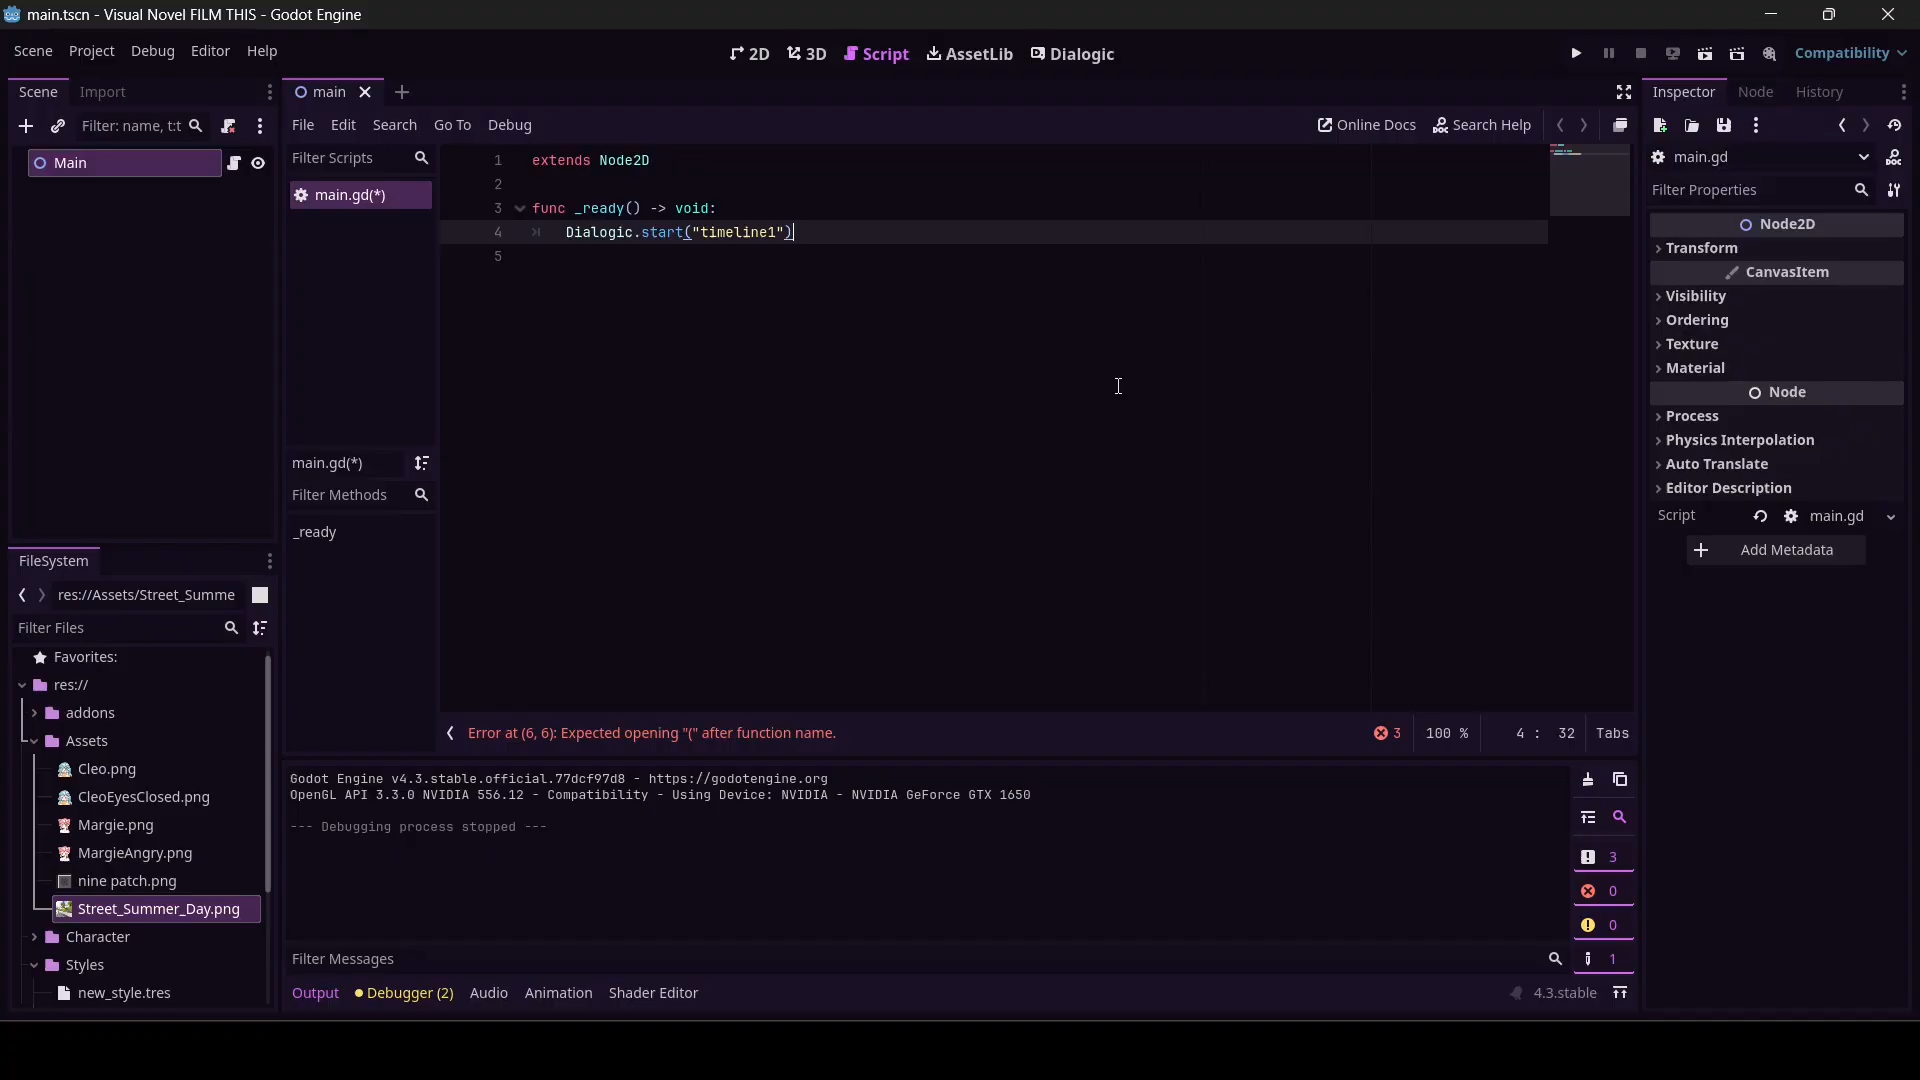 main.tscn - Visual Novel FILM THIS - Godot Engine
Scene Project Debug Editor Help
2D 3D Script AssetLib Dialogic
Compatibility
Scene Import
main
Inspector Node History
Filter: name, t:t
File Edit Search Go To Debug
Online Docs Search Help
Main
Filter Scripts
main.gd(*)
1 extends Node2D
2
3 func _ready() -> void:
4 Dialogic.start("timeline1")
5
main.gd(*)
Filter Methods
_ready
main.gd
Filter Properties
Node2D
Transform
CanvasItem
Visibility
Ordering
Texture
Material
Node
Process
Physics Interpolation
Auto Translate
Editor Description
Script main.gd
Add Metadata
FileSystem
res://Assets/Street_Summe
Filter Files
Favorites:
res://
addons
Assets
Cleo.png
CleoEyesClosed.png
Margie.png
MargieAngry.png
nine patch.png
Street_Summer_Day.png
Character
Styles
new_style.tres
Error at (6, 6): Expected opening "(" after function name.
3 100 % 4 : 32 Tabs
Godot Engine v4.3.stable.official.77dcf97d8 - https://godotengine.org
OpenGL API 3.3.0 NVIDIA 556.12 - Compatibility - Using Device: NVIDIA - NVIDIA GeForce GTX 1650
--- Debugging process stopped ---
3
0
0
1
Filter Messages
Output Debugger (2) Audio Animation Shader Editor
4.3.stable